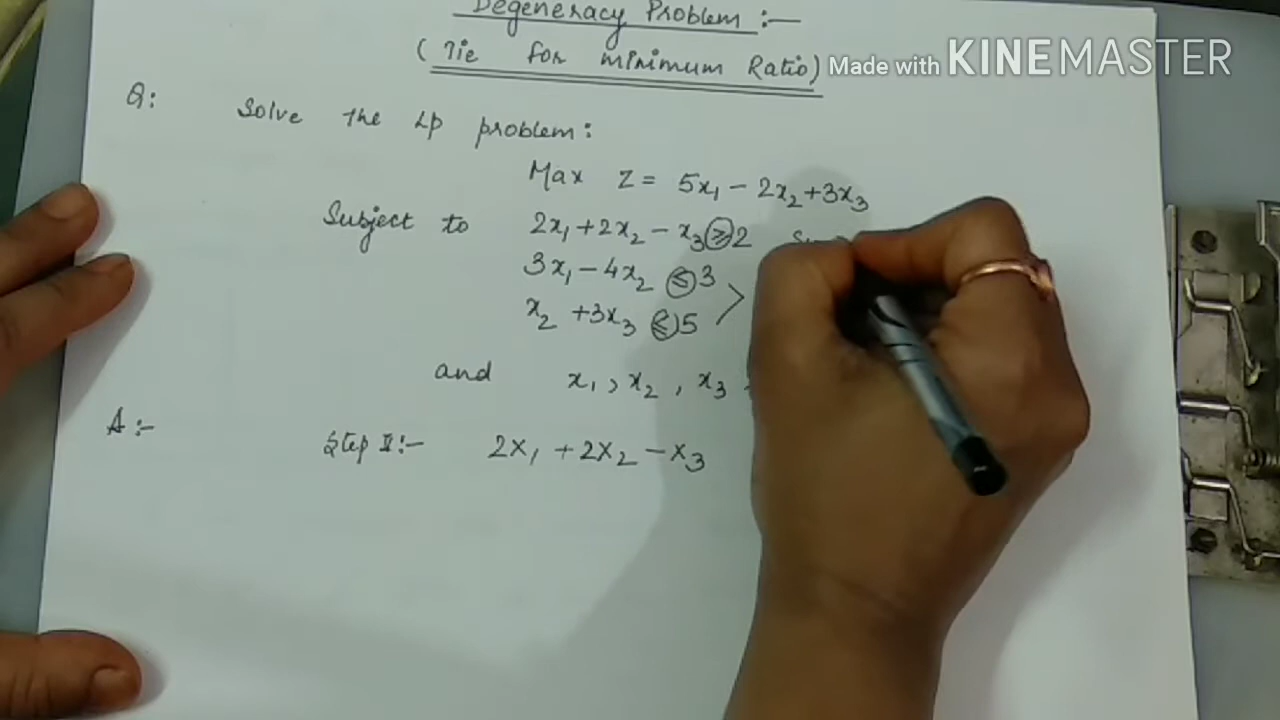 Degeneracy Problem :—
(Tie for minimum Ratio) Made with KINEMASTER
Q: Solve the LP problem:
Max Z = 5x₁ - 2x₂ + 3x₃
Subject to 2x₁ + 2x₂ - x₃ ≥ 2
3x₁ - 4x₂ ≤ 3
x₂ + 3x₃ ≤ 5 >
and x₁, x₂, x₃
A:- Step I:- 2x₁ + 2x₂ - x₃